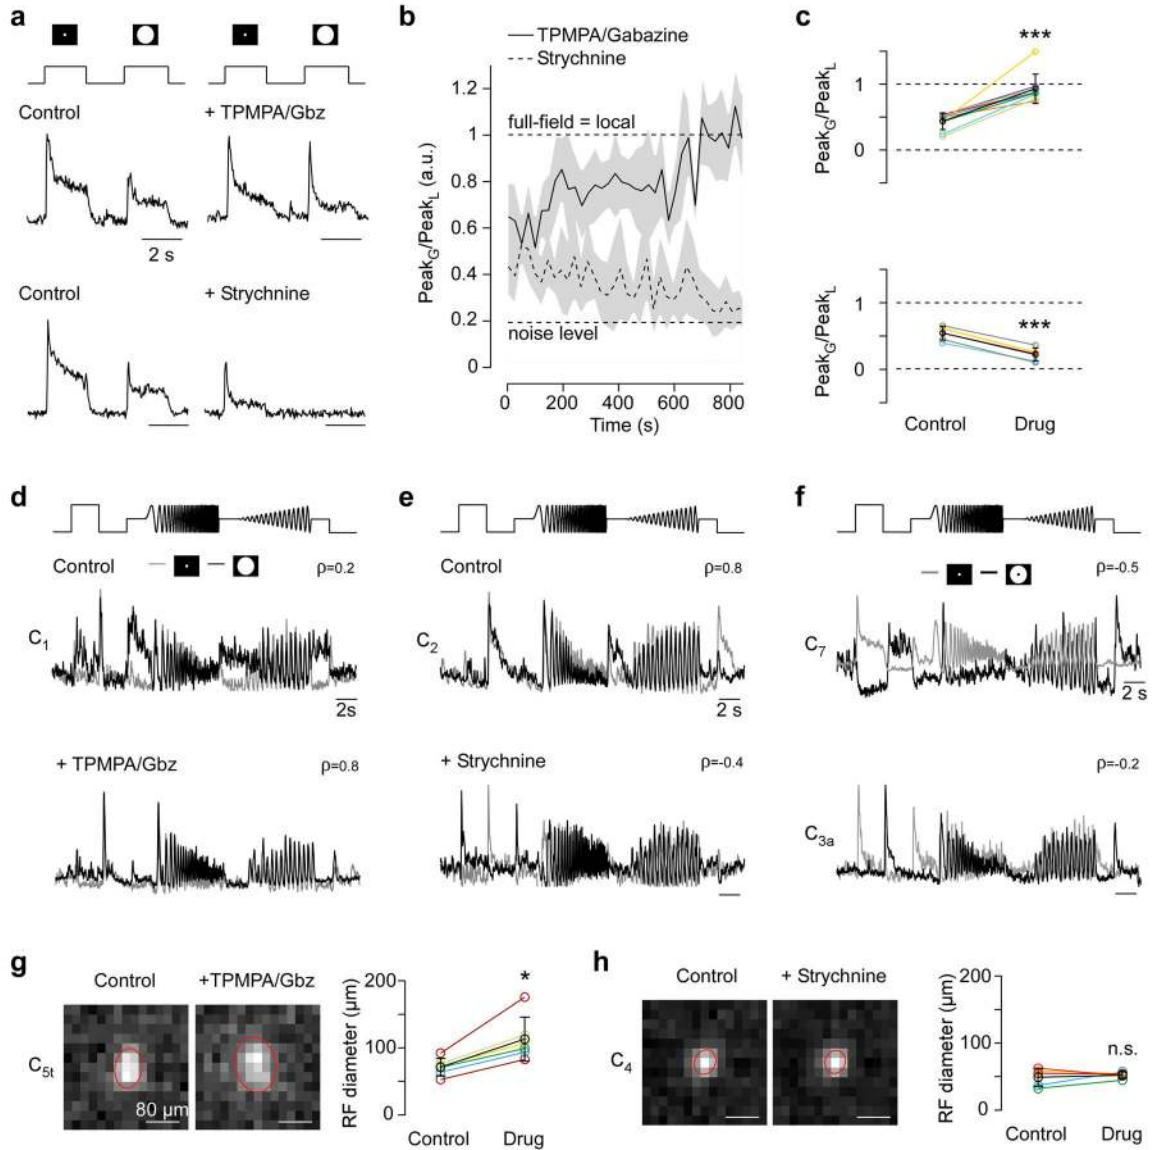 a
Control
+ TPMPA/Gbz
2 s
Control
+ Strychnine
b
TPMPA/Gabazine
Strychnine
PeakG/PeakL (a.u.)
1.2
1
0.8
0.6
0.4
0.2
0
full-field = local
noise level
0
200
400
600
800
Time (s)
c
***
PeakG/PeakL
1
0
***
PeakG/PeakL
1
0
Control
Drug
d
Control
ρ=0.2
C1
2s
+ TPMPA/Gbz
ρ=0.8
e
Control
ρ=0.8
C2
2 s
+ Strychnine
ρ=-0.4
f
ρ=-0.5
C7
2 s
ρ=-0.2
C3a
g
Control
+TPMPA/Gbz
C5t
80 µm
RF diameter (µm)
200
100
0
*
Control
Drug
h
Control
+ Strychnine
C4
RF diameter (µm)
200
100
0
n.s.
Control
Drug